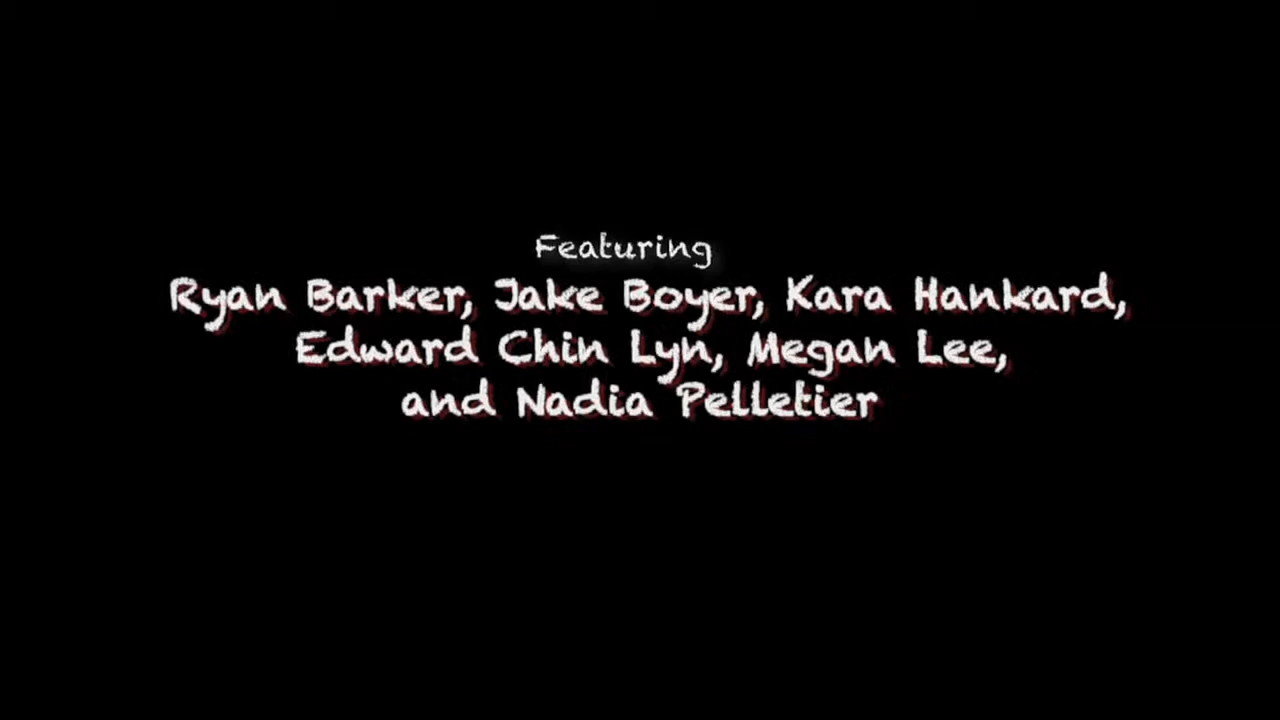 Featuring
Ryan Barker, Jake Boyer, Kara Hankard,
Edward Chin Lyn, Megan Lee,
and Nadia Pelletier